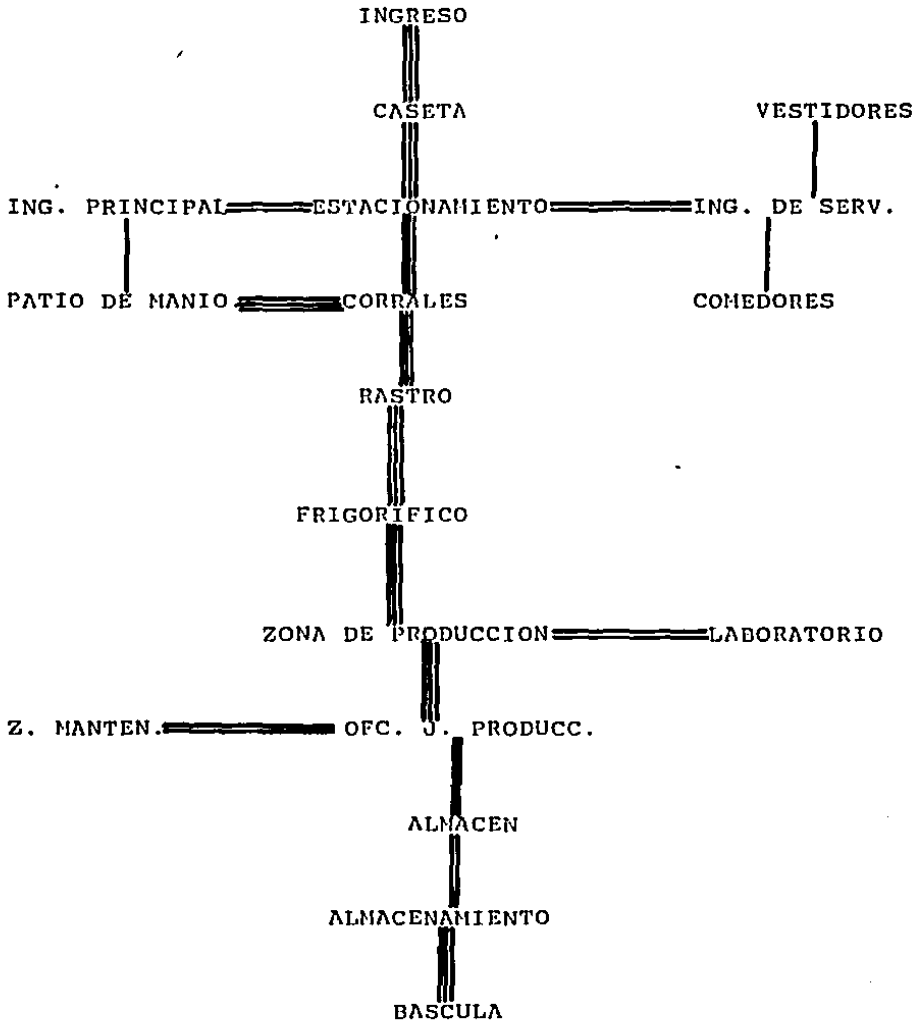 INGRESO
CASETA
VESTIDORES
ING. PRINCIPAL ESTACIONAMIENTO ING. DE SERV.
PATIO DE MANIO. CORRALES COMEDORES
RASTRO
FRIGORIFICO
ZONA DE PRODUCCION LABORATORIO
Z. MANTEN. OFC. J. PRODUCC.
ALMACEN
ALMACENAMIENTO
BASCULA